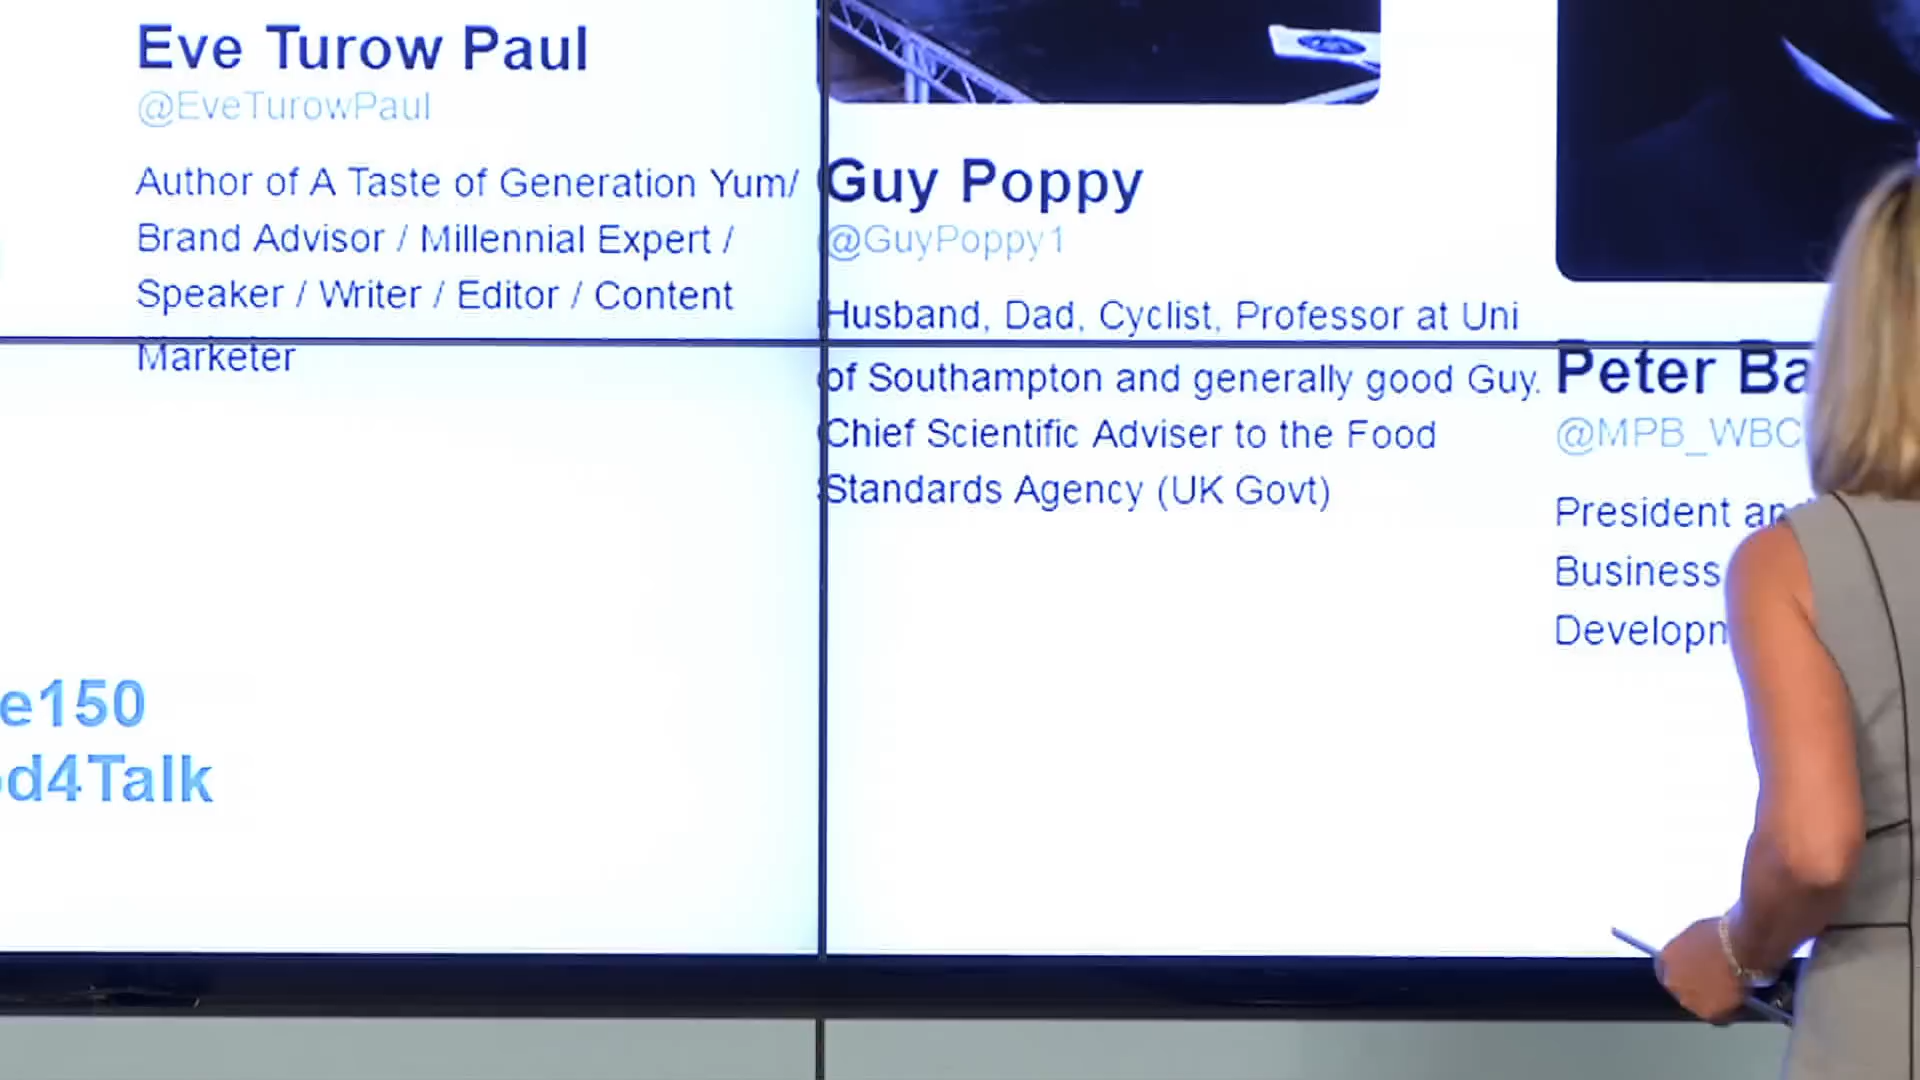 Eve Turow Paul
@EveTurowPaul
Author of A Taste of Generation Yum/
Brand Advisor / Millennial Expert /
Speaker / Writer / Editor / Content
Marketer
Guy Poppy
@GuyPoppy1
Husband, Dad, Cyclist, Professor at Uni
of Southampton and generally good Guy.
Chief Scientific Adviser to the Food
Standards Agency (UK Govt)
Peter
@MPB_WBC
President
Business
e150
d4Talk